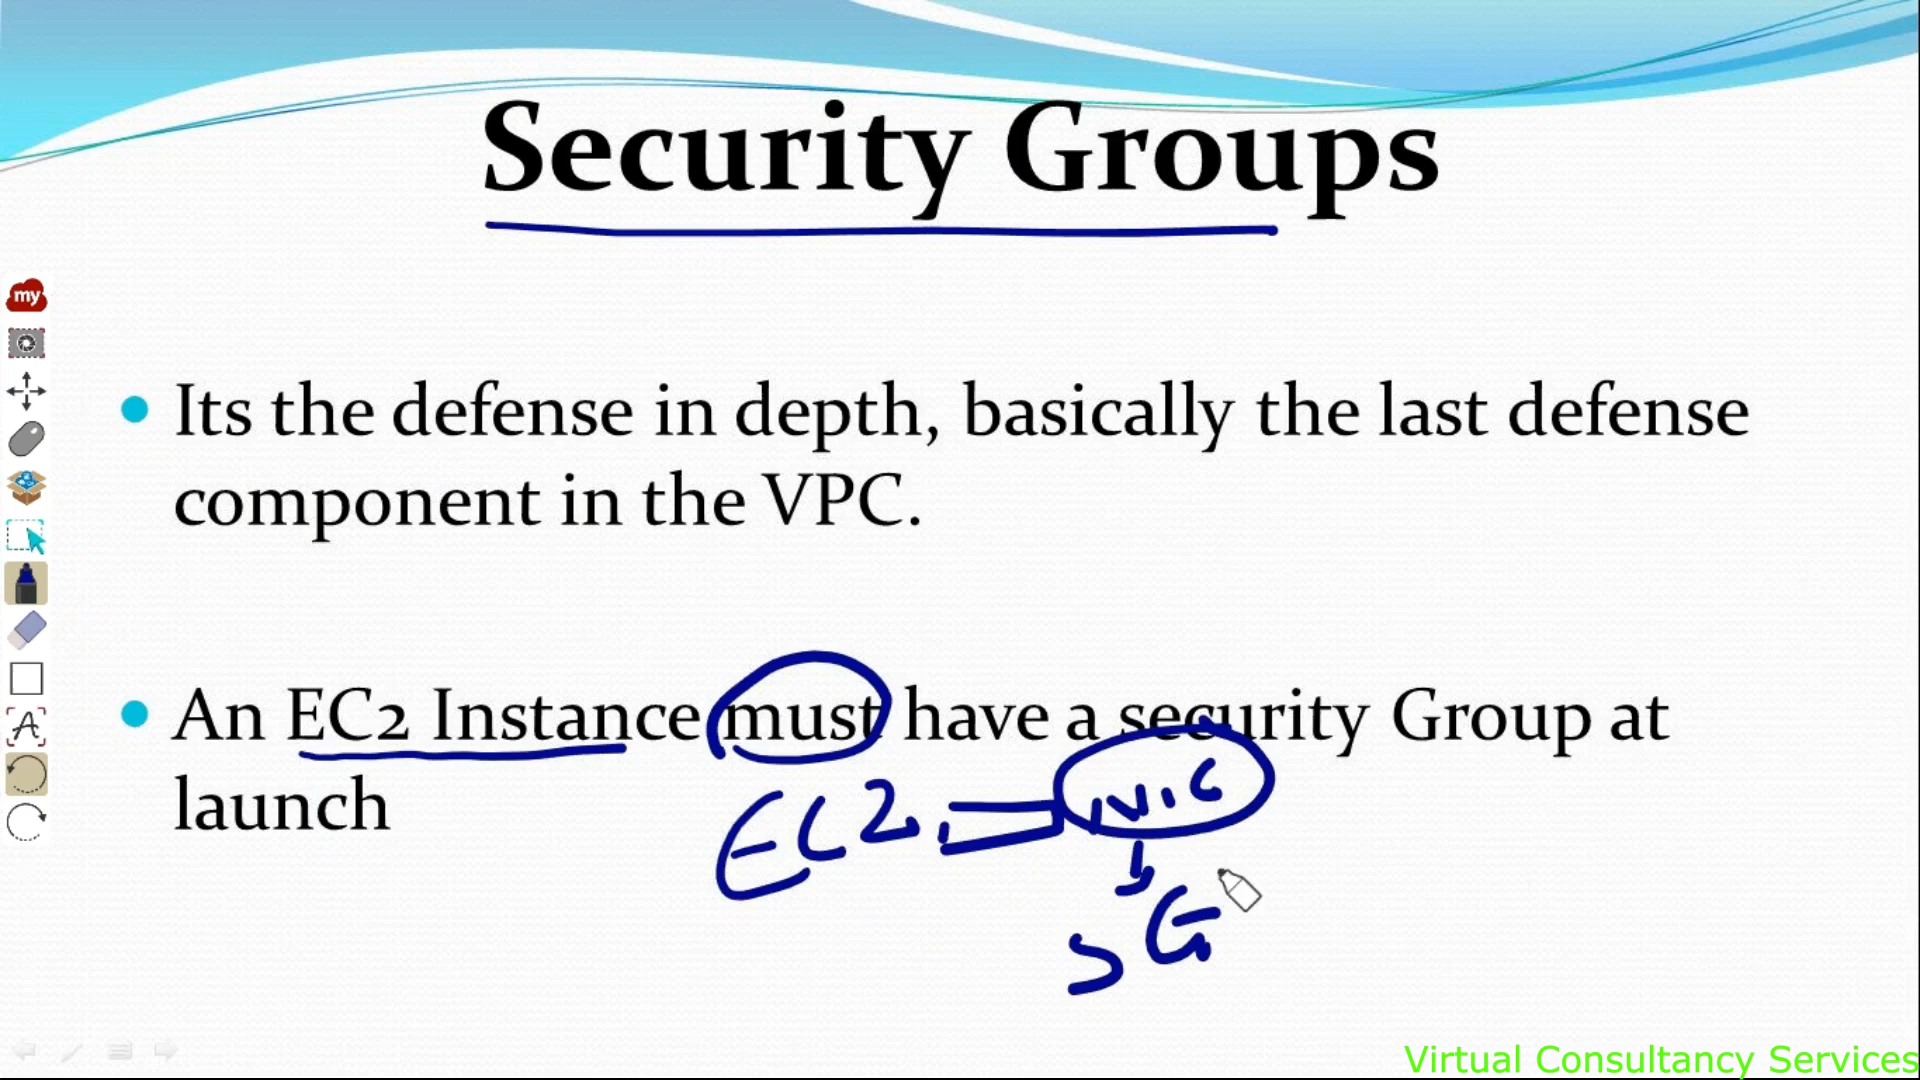 Security Groups
my
Its the defense in depth, basically the last defense
component in the VPC.
An EC2 Instance must have a security Group at
launch
EC2
N.C
SG
A
Virtual Consultancy Services